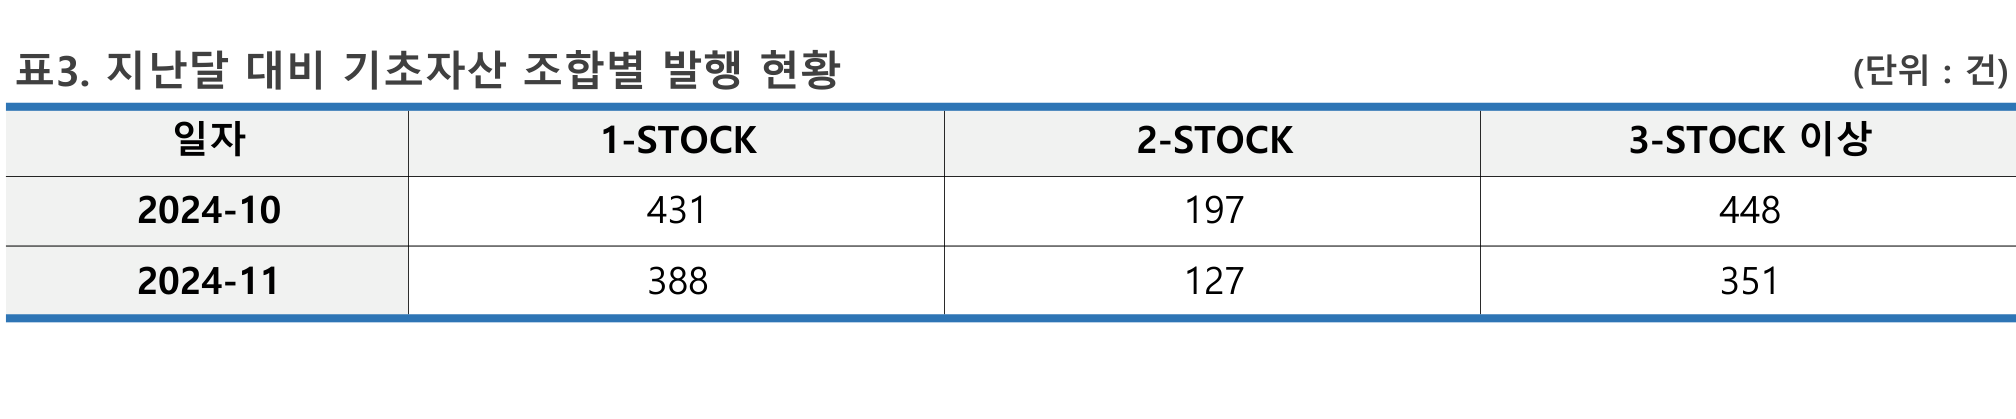 표3. 지난달 대비 기초자산 조합별 발행 현황 (단위 : 건)
일자 1-STOCK 2-STOCK 3-STOCK 이상
2024-10 431 197 448
2024-11 388 127 351